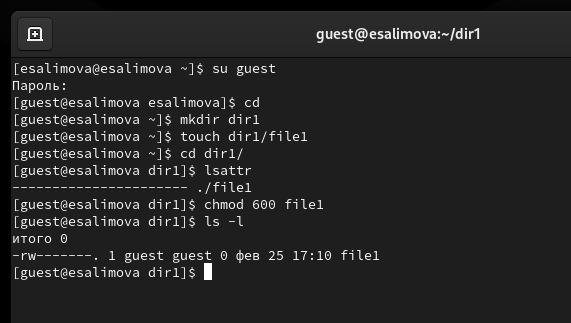 guest@esalimova:~/dir1
[esalimova@esalimova ~]$ su guest
Пароль:
[guest@esalimova esalimova]$ cd
[guest@esalimova ~]$ mkdir dir1
[guest@esalimova ~]$ touch dir1/file1
[guest@esalimova ~]$ cd dir1/
[guest@esalimova dir1]$ lsattr
---------------------- ./file1
[guest@esalimova dir1]$ chmod 600 file1
[guest@esalimova dir1]$ ls -l
итого 0
-rw-------. 1 guest guest 0 фев 25 17:10 file1
[guest@esalimova dir1]$